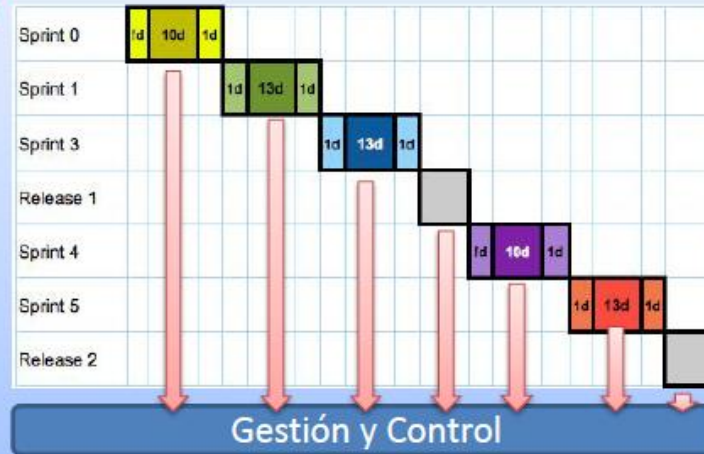 Sprint 0 1d 10d 1d
Sprint 1 1d 13d 1d
Sprint 3 1d 13d 1d
Release 1
Sprint 4 1d 10d 1d
Sprint 5 1d 13d 1d
Release 2
Gestión y Control